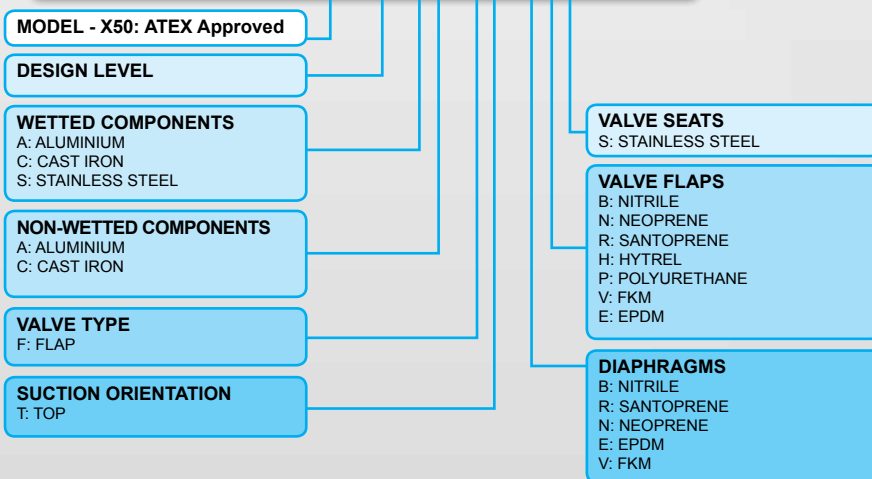 MODEL - X50: ATEX Approved
DESIGN LEVEL
WETTED COMPONENTS
A: ALUMINIUM
C: CAST IRON
S: STAINLESS STEEL
NON-WETTED COMPONENTS
A: ALUMINIUM
C: CAST IRON
VALVE TYPE
F: FLAP
SUCTION ORIENTATION
T: TOP
VALVE SEATS
S: STAINLESS STEEL
VALVE FLAPS
B: NITRILE
N: NEOPRENE
R: SANTOPRENE
H: HYTREL
P: POLYURETHANE
V: FKM
E: EPDM
DIAPHRAGMS
B: NITRILE
R: SANTOPRENE
N: NEOPRENE
E: EPDM
V: FKM